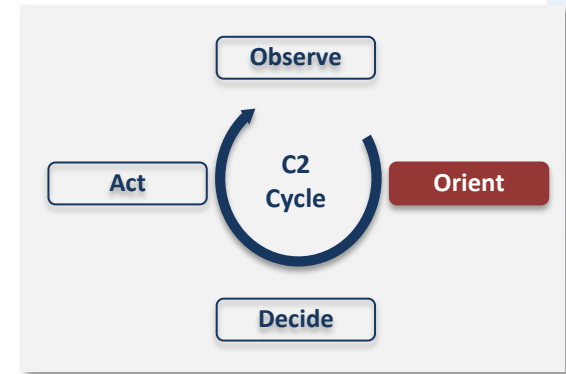 Observe
Act
C2
Cycle
Orient
Decide